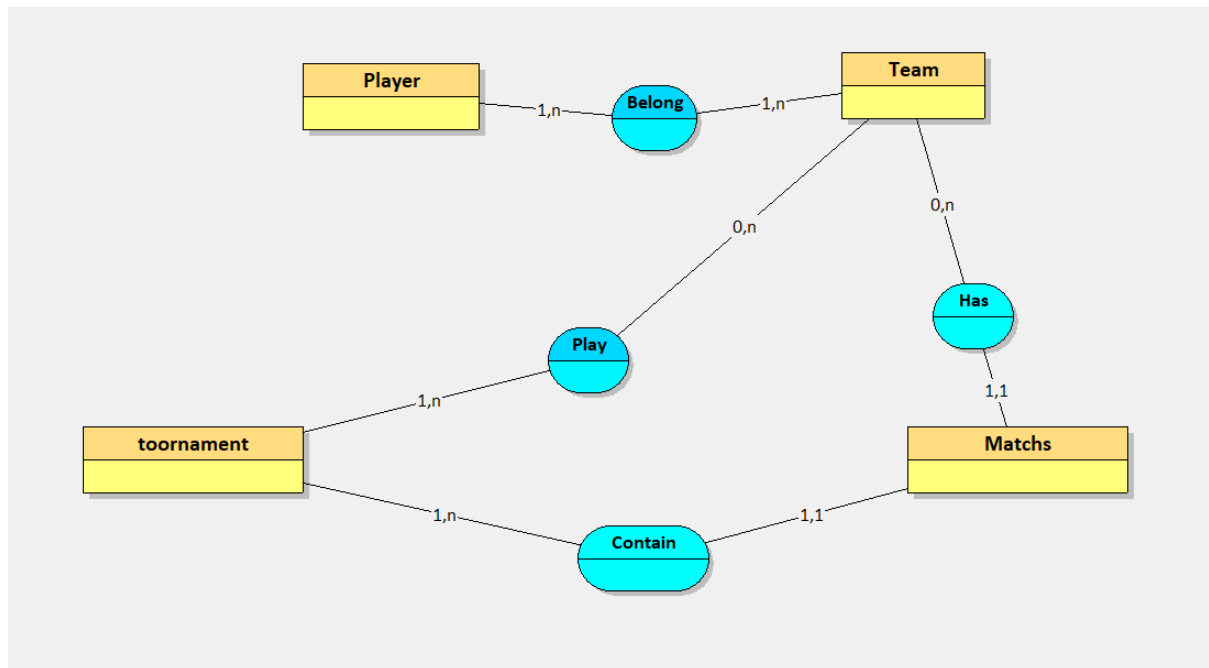 Player
Team
Belong
1,n
1,n
0,n
0,n
Has
Play
1,1
1,n
toornament
Matchs
1,n
1,1
Contain